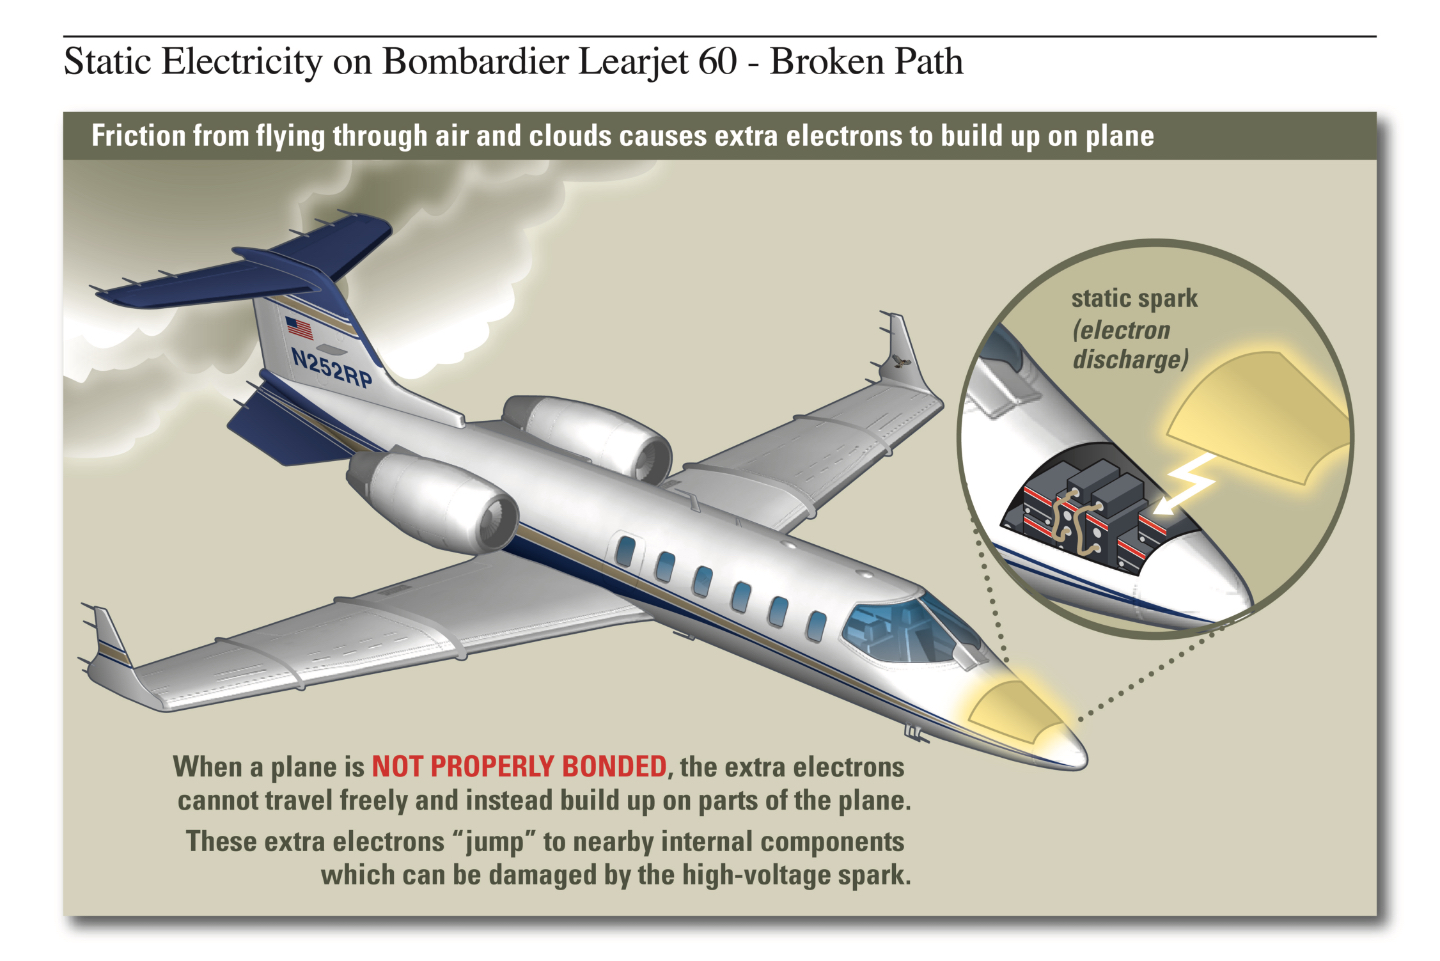 Static Electricity on Bombardier Learjet 60 - Broken Path
Friction from flying through air and clouds causes extra electrons to build up on plane
N252RP
static spark
(electron
discharge)
When a plane is NOT PROPERLY BONDED, the extra electrons
cannot travel freely and instead build up on parts of the plane.
These extra electrons “jump” to nearby internal components
which can be damaged by the high-voltage spark.